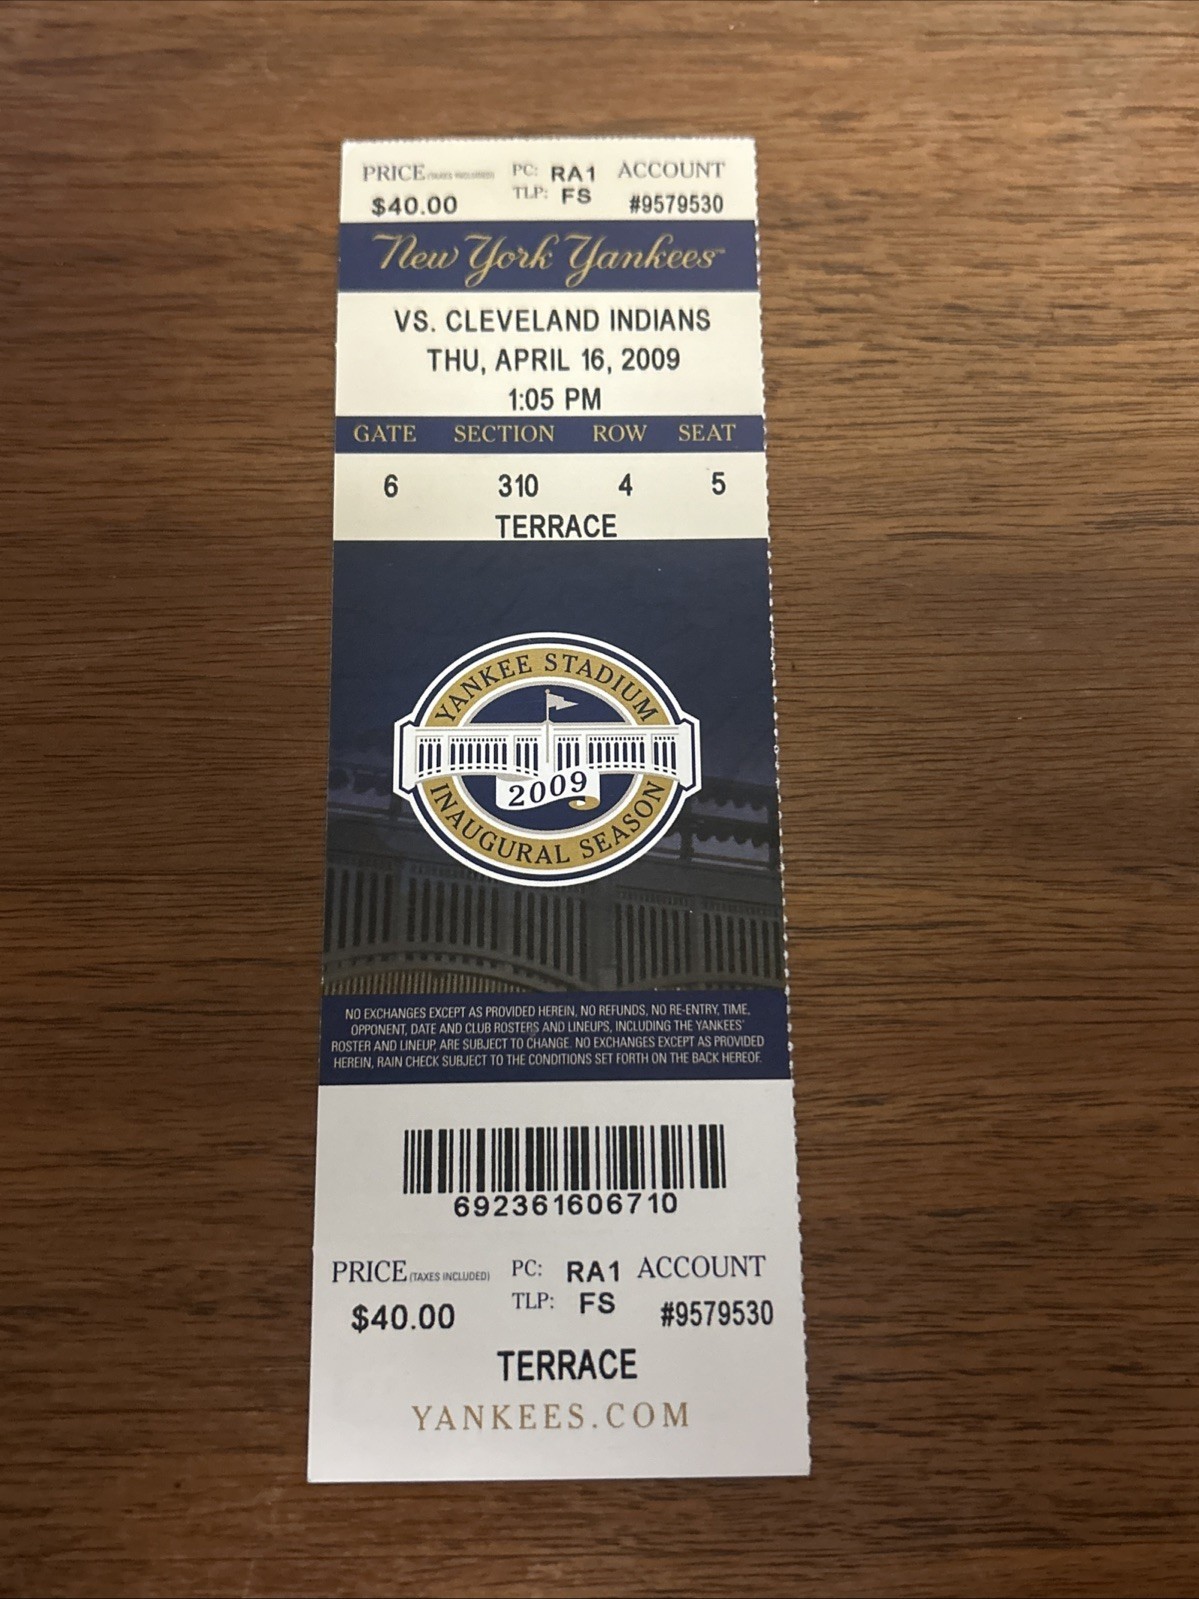 PRICE (TAXES INCLUDED) PC: RA1 ACCOUNT
$40.00 TLP: FS #9579530
New York Yankees™
VS. CLEVELAND INDIANS
THU, APRIL 16, 2009
1:05 PM
GATE SECTION ROW SEAT
6 310 4 5
TERRACE
YANKEE STADIUM
2009
INAUGURAL SEASON
NO EXCHANGES EXCEPT AS PROVIDED HEREIN, NO REFUNDS, NO RE-ENTRY, TIME,
OPPONENT, DATE AND CLUB ROSTERS AND LINEUPS, INCLUDING THE YANKEES'
ROSTER AND LINEUP, ARE SUBJECT TO CHANGE. NO EXCHANGES EXCEPT AS PROVIDED
HEREIN, RAIN CHECK SUBJECT TO THE CONDITIONS SET FORTH ON THE BACK HEREOF.
692361606710
PRICE (TAXES INCLUDED) PC: RA1 ACCOUNT
$40.00 TLP: FS #9579530
TERRACE
YANKEES.COM